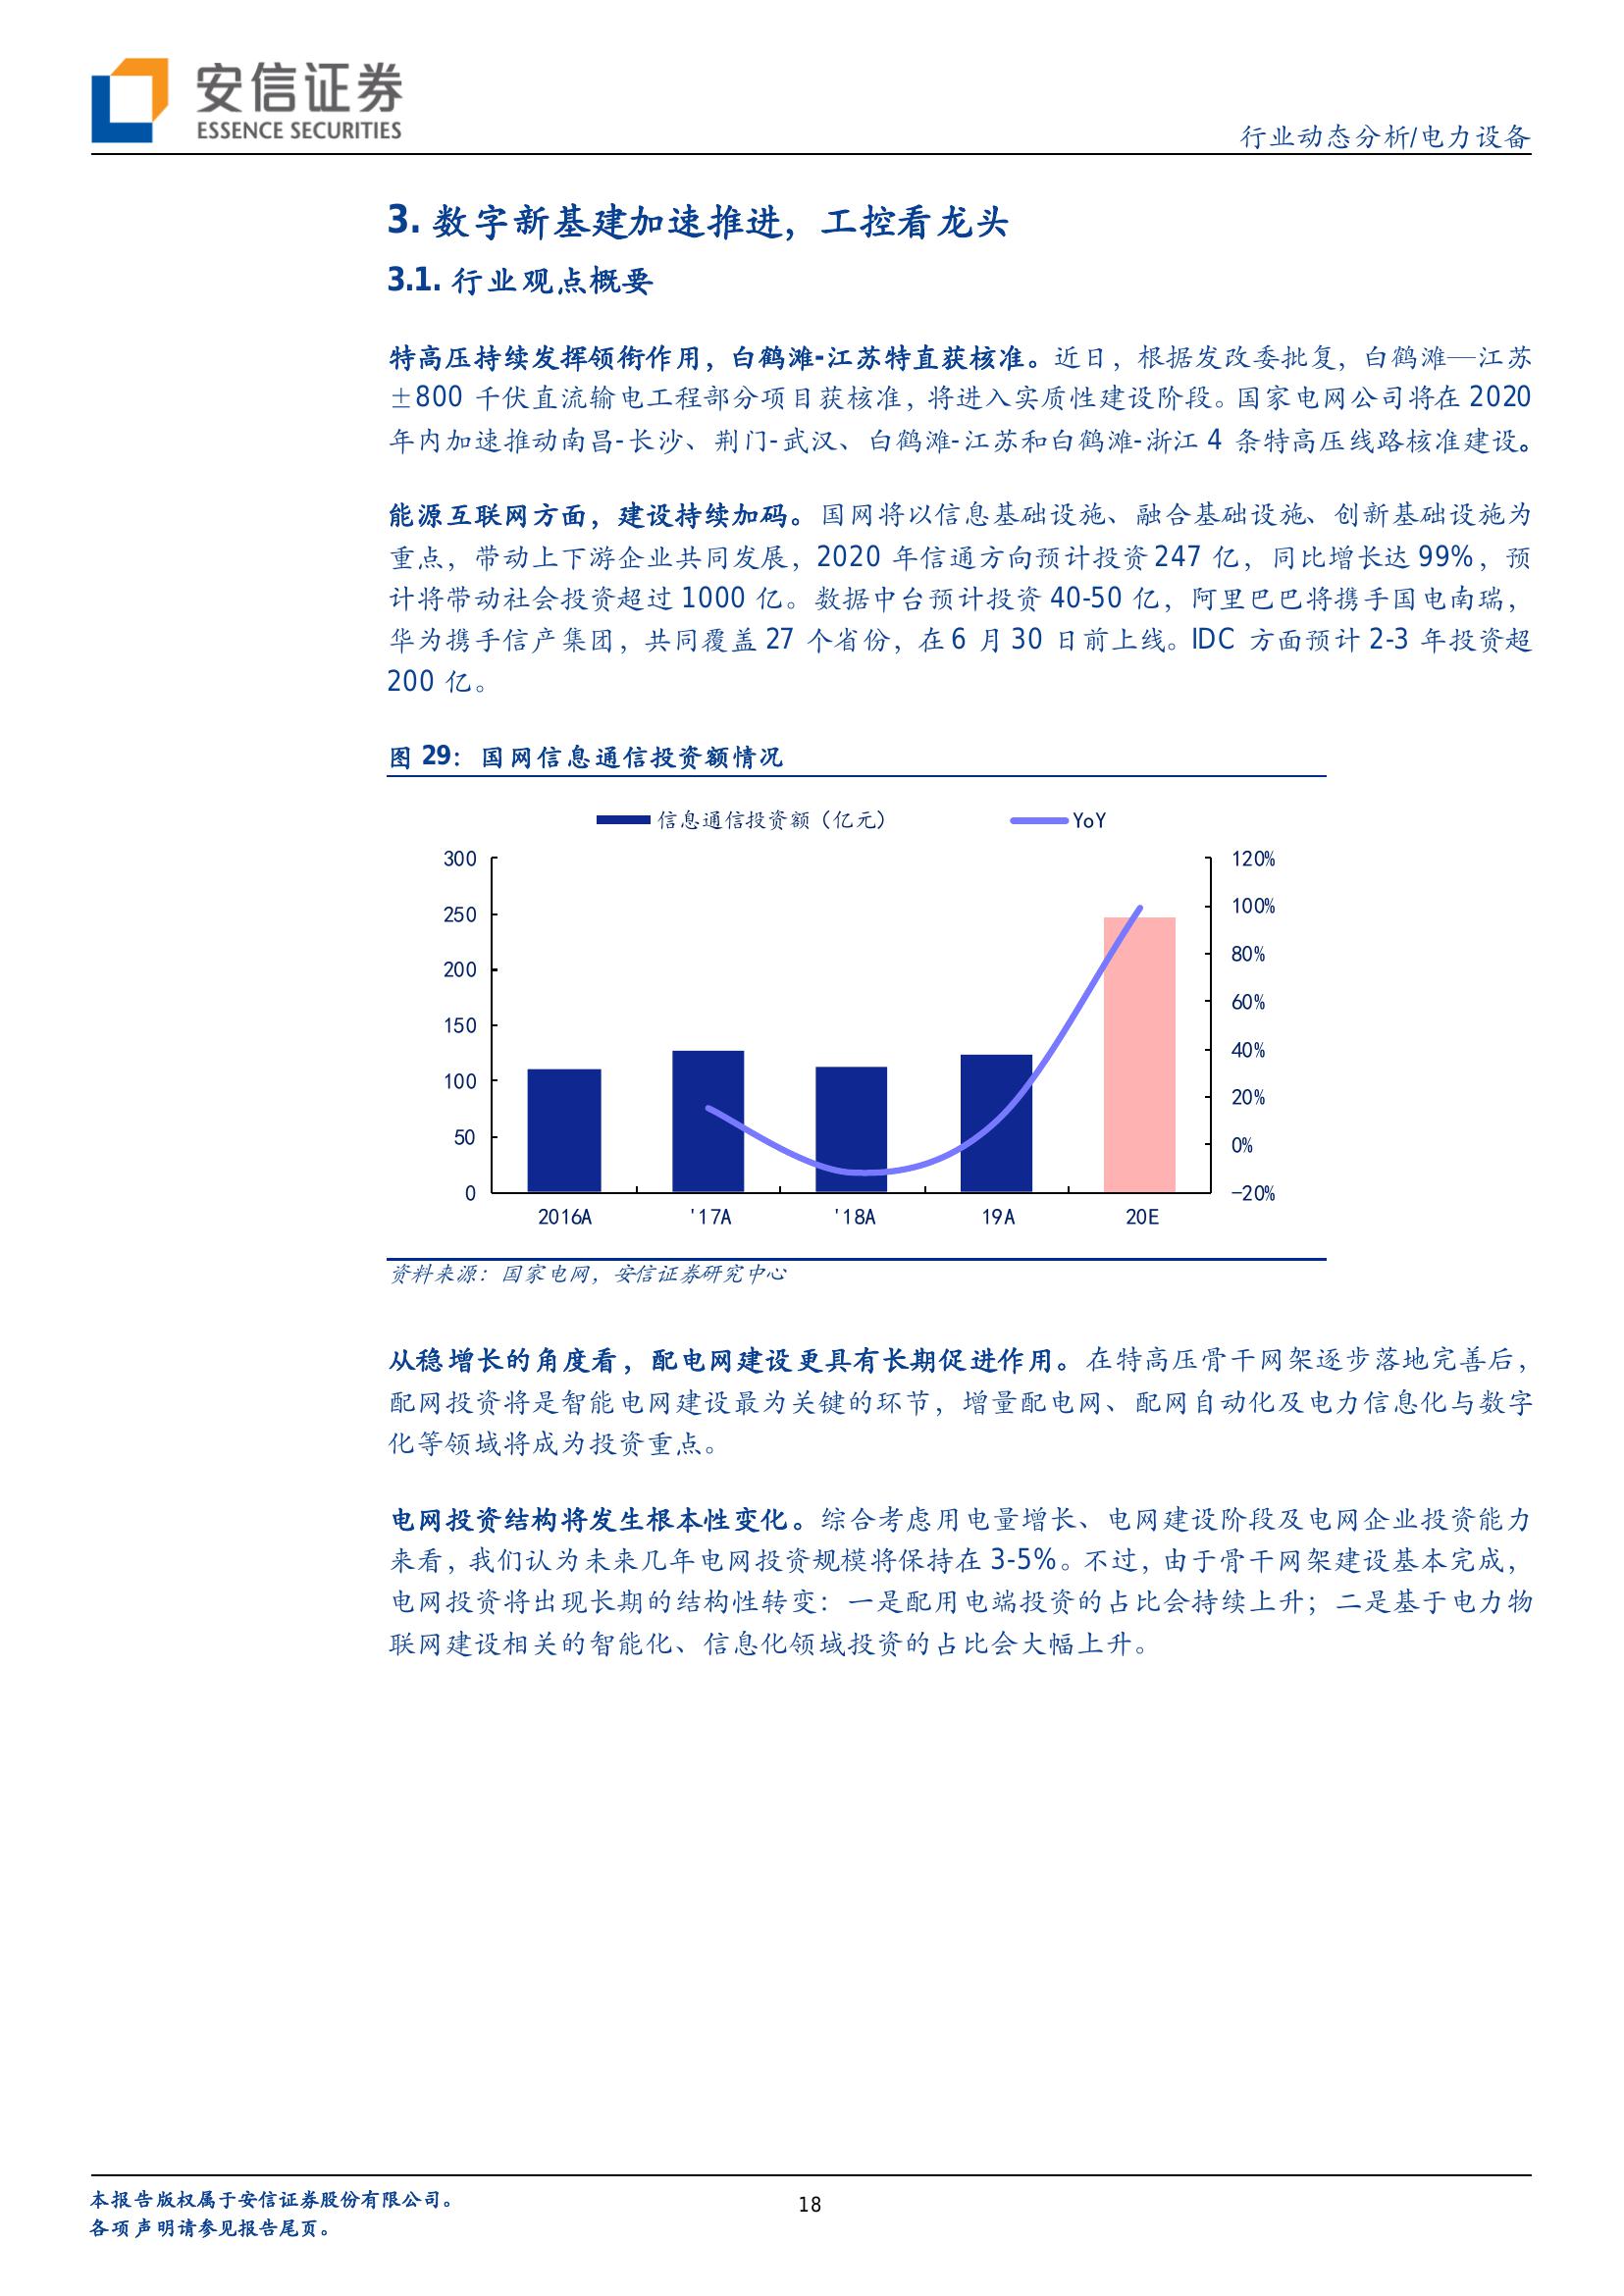 安信证券
ESSENCE SECURITIES
行业动态分析/电力设备
3. 数字新基建加速推进，工控看龙头
3.1. 行业观点概要
特高压持续发挥领衔作用，白鹤滩-江苏特直获核准。近日，根据发改委批复，白鹤滩—江苏
±800 千伏直流输电工程部分项目获核准，将进入实质性建设阶段。国家电网公司将在 2020
年内加速推动南昌-长沙、荆门-武汉、白鹤滩-江苏和白鹤滩-浙江 4 条特高压线路核准建设。
能源互联网方面，建设持续加码。国网将以信息基础设施、融合基础设施、创新基础设施为
重点，带动上下游企业共同发展，2020 年信通方向预计投资 247 亿，同比增长达 99%，预
计将带动社会投资超过 1000 亿。数据中台预计投资 40-50 亿，阿里巴巴将携手国电南瑞，
华为携手信产集团，共同覆盖 27 个省份，在 6 月 30 日前上线。IDC 方面预计 2-3 年投资超
200 亿。
图 29：国网信息通信投资额情况
信息通信投资额（亿元） YoY
300 120%
250 100%
200 80%
150 60%
100 40%
50 20%
0 0%
-20%
2016A '17A '18A 19A 20E
资料来源：国家电网，安信证券研究中心
从稳增长的角度看，配电网建设更具有长期促进作用。在特高压骨干网架逐步落地完善后，
配网投资将是智能电网建设最为关键的环节，增量配电网、配网自动化及电力信息化与数字
化等领域将成为投资重点。
电网投资结构将发生根本性变化。综合考虑用电量增长、电网建设阶段及电网企业投资能力
来看，我们认为未来几年电网投资规模将保持在 3-5%。不过，由于骨干网架建设基本完成，
电网投资将出现长期的结构性转变：一是配用电端投资的占比会持续上升；二是基于电力物
联网建设相关的智能化、信息化领域投资的占比会大幅上升。
本报告版权属于安信证券股份有限公司。
各项声明请参见报告尾页。
18